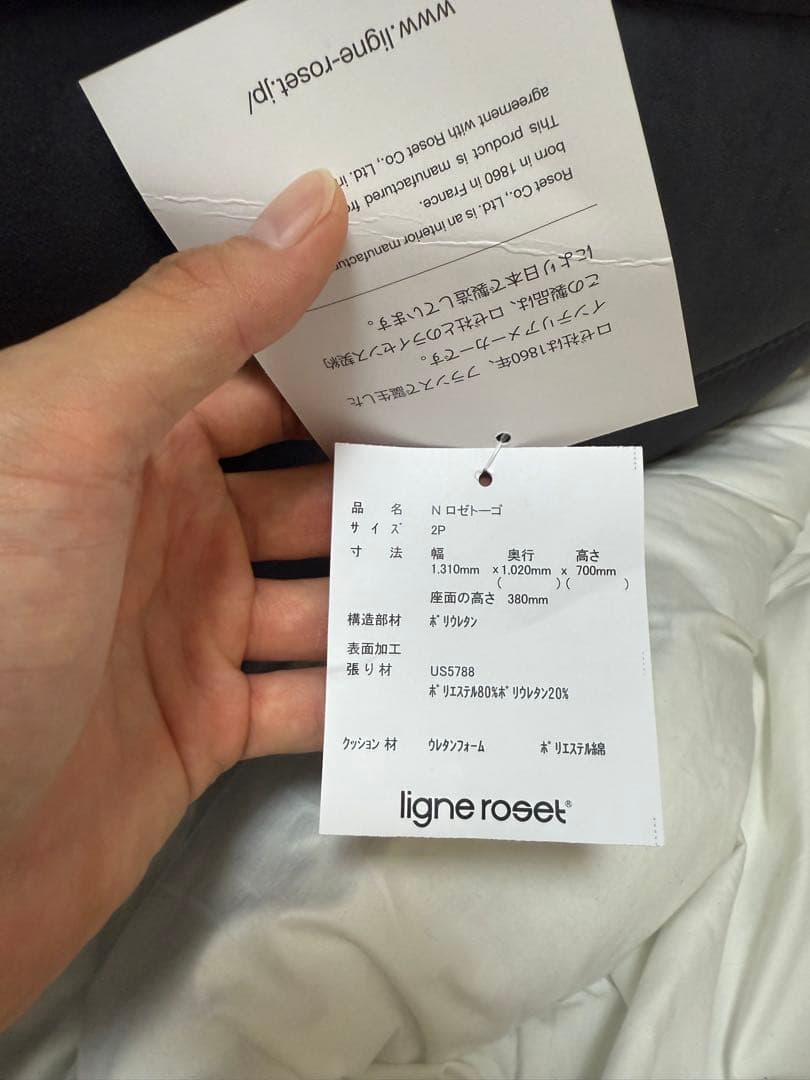 www.ligne-roset.jp/
ロゼ社は1860年、フランスで誕生した
インテリアメーカーです。
この製品は、ロゼ社とのライセンス契約
により日本で製造しています。
Roset Co., Ltd. is an interior manufactur
born in 1860 in France.
This product is manufactured fr
agreement with Roset Co., Ltd. in
品 名 N ロゼトーゴ
サイズ 2P
寸 法 幅 奥行 高さ
1,310mm x 1,020mm x 700mm
( ) ( )
座面の高さ 380mm
構造部材 ポリウレタン
表面加工
張り材 US5788
ポリエステル80%ポリウレタン20%
クッション材 ウレタンフォーム ポリエステル綿
ligne roset®